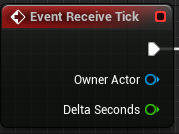 Event Receive Tick
Owner Actor
Delta Seconds